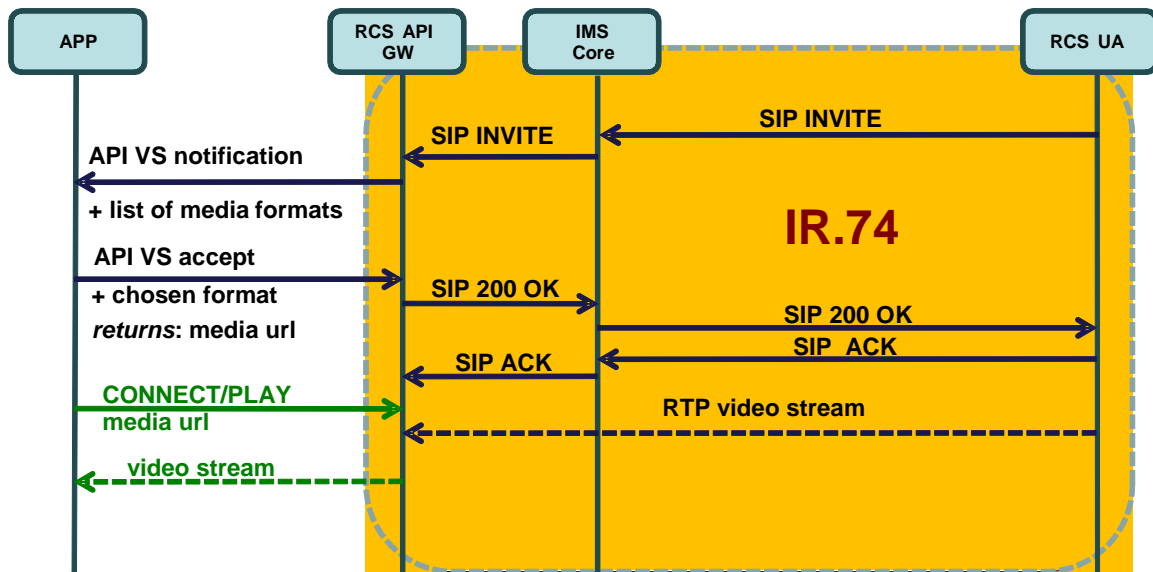 APP
RCS API
GW
IMS
Core
RCS UA
SIP INVITE
SIP INVITE
API VS notification
+ list of media formats
IR.74
API VS accept
+ chosen format
returns: media url
SIP 200 OK
SIP 200 OK
SIP ACK
SIP ACK
CONNECT/PLAY
media url
RTP video stream
video stream